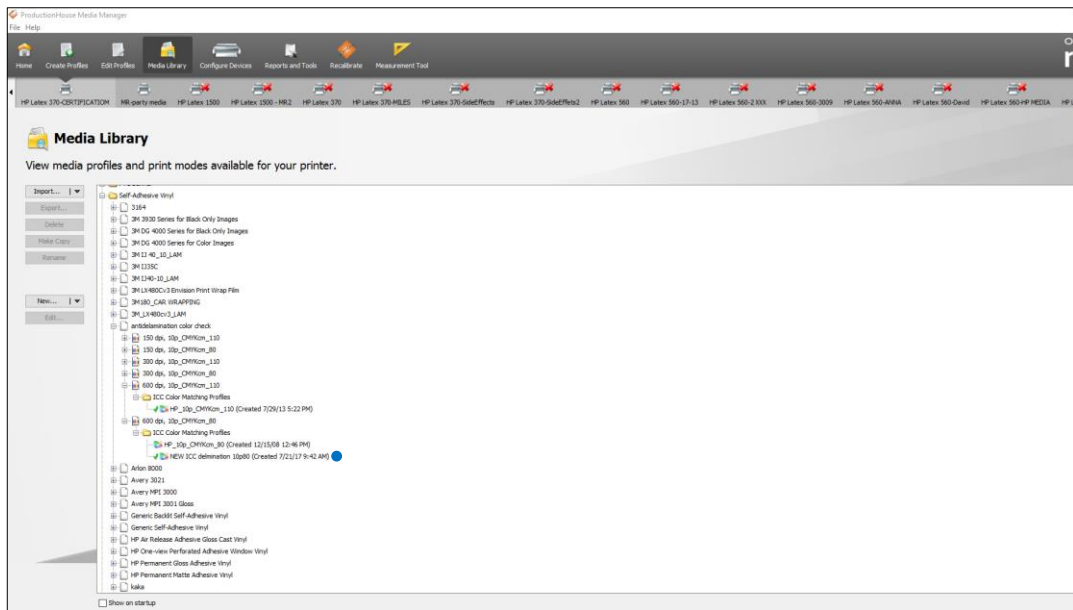 ProductionHouse Media Manager
File Help
Home Create Profiles Edit Profiles Media Library Configure Devices Reports and Tools Recalibrate Measurement Tool
HP Latex 370-CERTIFICATIOM MR-party media HP Latex 1500 HP Latex 1500 - MR2 HP Latex 370 HP Latex 370-MILES HP Latex 370-SideEffects HP Latex 370-SideEffets2 HP Latex 560 HP Latex 560-17-13 HP Latex 560-2 XXX HP Latex 560-3009 HP Latex 560-ANNA HP Latex 560-David HP Latex 560-HP MEDIA
Media Library
View media profiles and print modes available for your printer.
Import...
Export...
Delete
Make Copy
Rename
New...
Edit...
Self-Adhesive Vinyl
3164
3M 3930 Series for Black Only Images
3M DG 4000 Series for Black Only Images
3M DG 4000 Series for Color Images
3M IJ 40_10_LAM
3M IJ35C
3M IJ40-10_LAM
3M LX480Cv3 Envision Print Wrap Film
3M180_CAR WRAPPING
3M_LX480cv3_LAM
antidelamination color check
150 dpi, 10p_CMYKcm_110
150 dpi, 10p_CMYKcm_80
300 dpi, 10p_CMYKcm_110
300 dpi, 10p_CMYKcm_80
600 dpi, 10p_CMYKcm_110
ICC Color Matching Profiles
HP_10p_CMYKcm_110 (Created 7/29/13 5:22 PM)
600 dpi, 10p_CMYKcm_80
ICC Color Matching Profiles
HP_10p_CMYKcm_80 (Created 12/15/08 12:46 PM)
NEW ICC delmination 10p80 (Created 7/21/17 9:42 AM)
Arlon 8000
Avery 3021
Avery MPI 3000
Avery MPI 3001 Gloss
Generic Backlit Self-Adhesive Vinyl
Generic Self-Adhesive Vinyl
HP Air Release Adhesive Gloss Cast Vinyl
HP One-view Perforated Adhesive Window Vinyl
HP Permanent Gloss Adhesive Vinyl
HP Permanent Matte Adhesive Vinyl
kaka
Show on startup